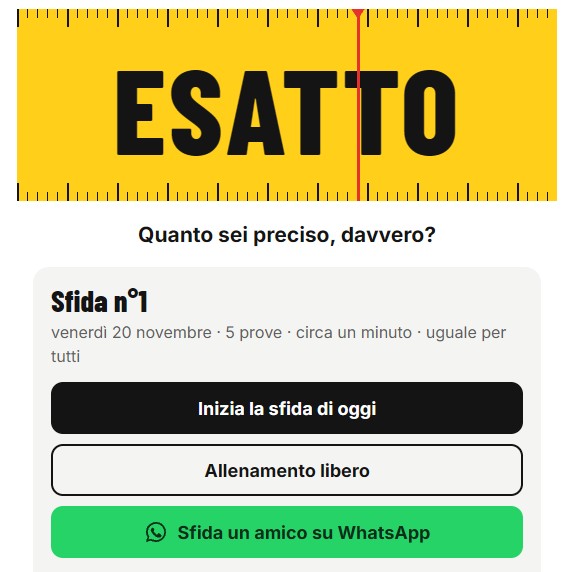 ESATTO
Quanto sei preciso, davvero?
Sfida n°1
venerdì 20 novembre · 5 prove · circa un minuto · uguale per
tutti
Inizia la sfida di oggi
Allenamento libero
Sfida un amico su WhatsApp